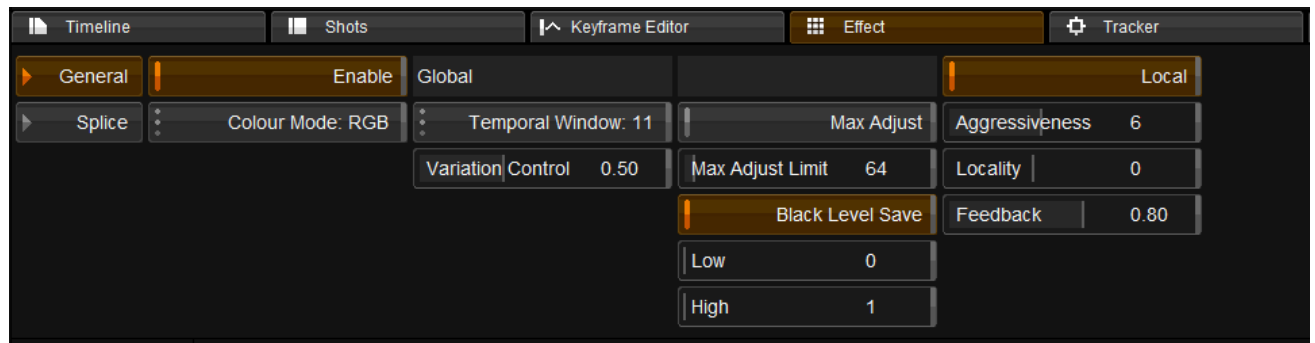 Timeline Shots Keyframe Editor Effect Tracker
General Enable Global Local
Splice Colour Mode: RGB Temporal Window: 11 Max Adjust Aggressiveness 6
Variation Control 0.50 Max Adjust Limit 64 Locality 0
Black Level Save Feedback 0.80
Low 0
High 1